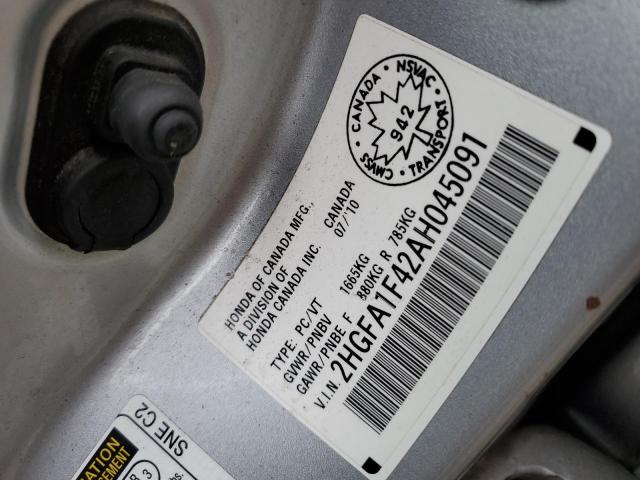 HONDA OF CANADA MFG.,
A DIVISION OF
HONDA CANADA INC.
CANADA
07/'10
TYPE: PC/VT
GVWR/PNBV 1665KG
GAWR/PNBE F 880KG R 785KG
V.I.N. 2HGFA1F42AH045091
CANADA • NSVAC • TRANSPORT • CMVSS
942
SNE C2